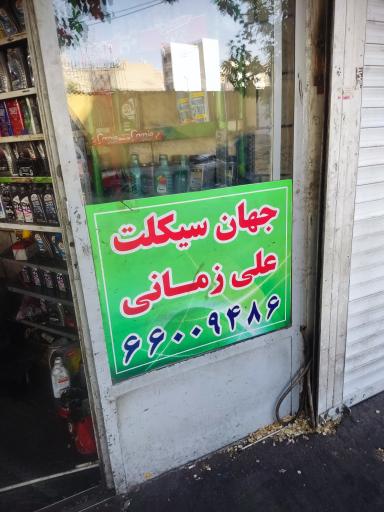 جهان سیکلت
علی زمانی
۶۶۰۰۹۴۸۶